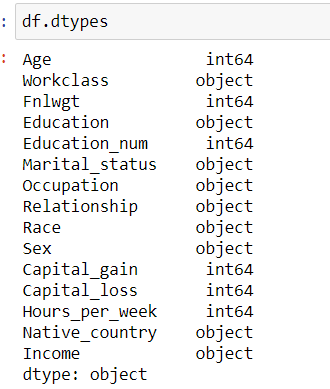 : df.dtypes
: Age int64
Workclass object
Fnlwgt int64
Education object
Education_num int64
Marital_status object
Occupation object
Relationship object
Race object
Sex object
Capital_gain int64
Capital_loss int64
Hours_per_week int64
Native_country object
Income object
dtype: object